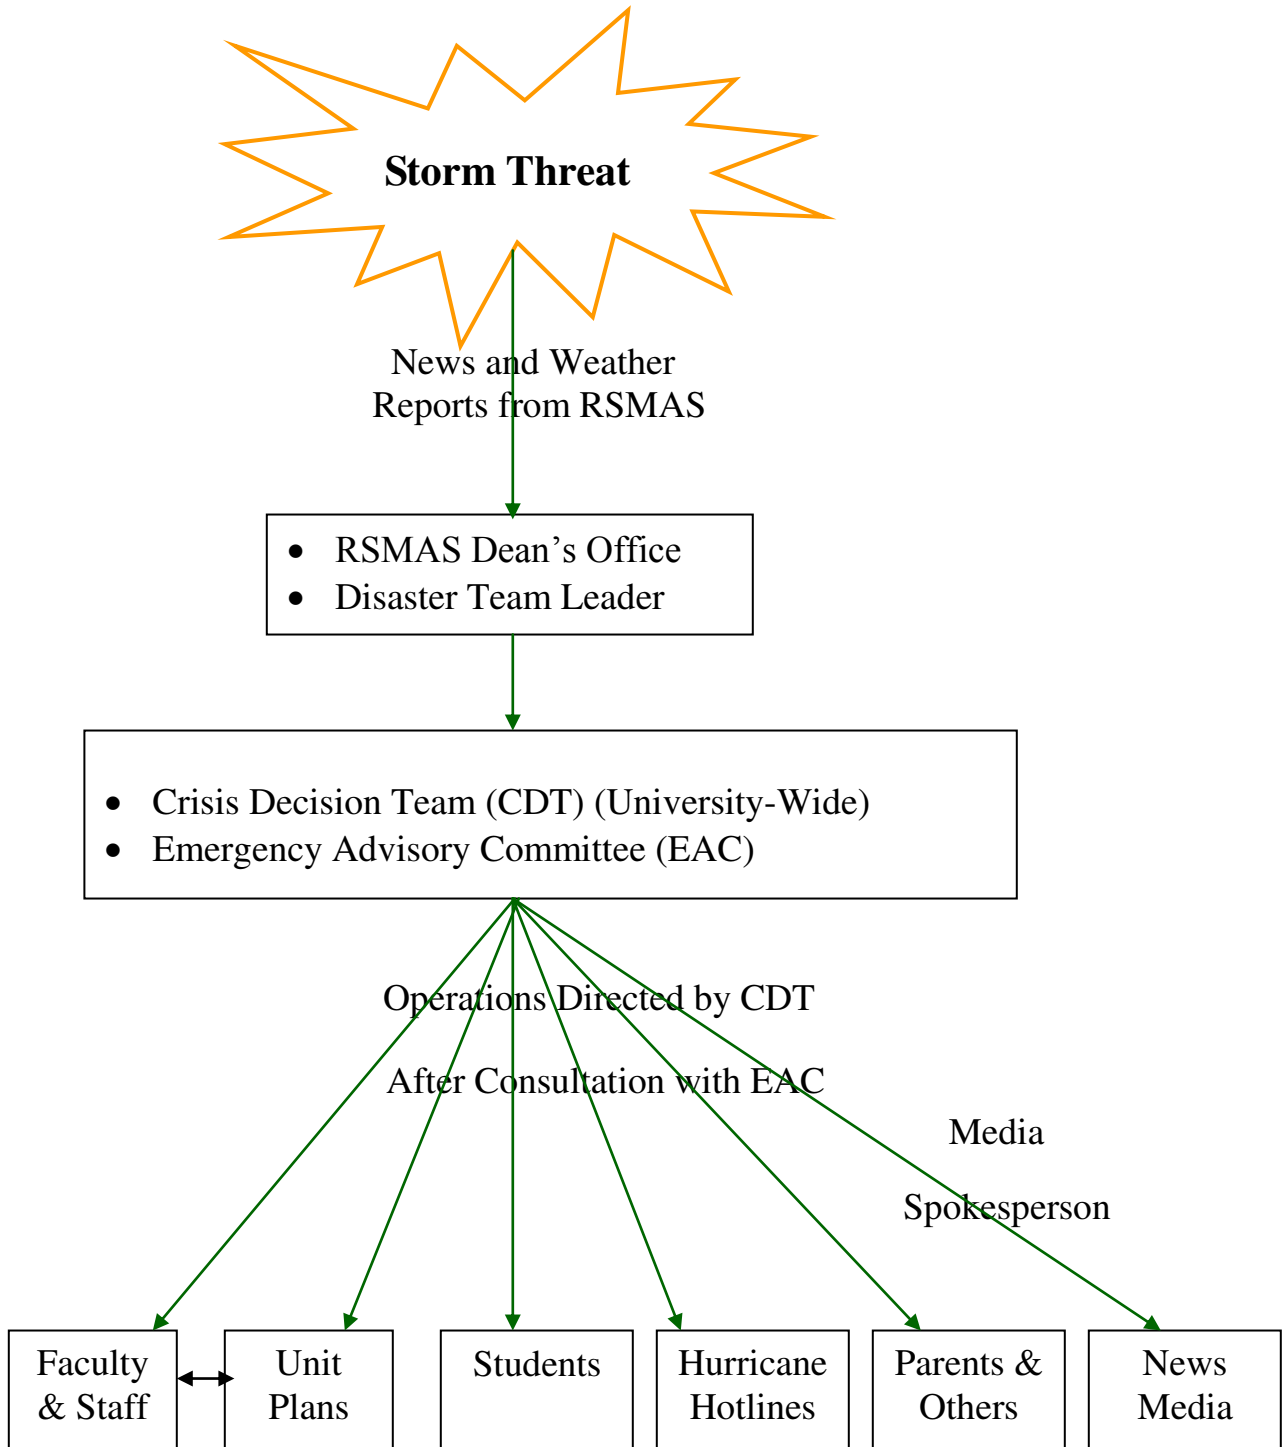 Storm Threat
News and Weather
Reports from RSMAS
• RSMAS Dean’s Office
• Disaster Team Leader
• Crisis Decision Team (CDT) (University-Wide)
• Emergency Advisory Committee (EAC)
Operations Directed by CDT
After Consultation with EAC
Media
Spokesperson
Faculty
& Staff
Unit
Plans
Students
Hurricane
Hotlines
Parents &
Others
News
Media